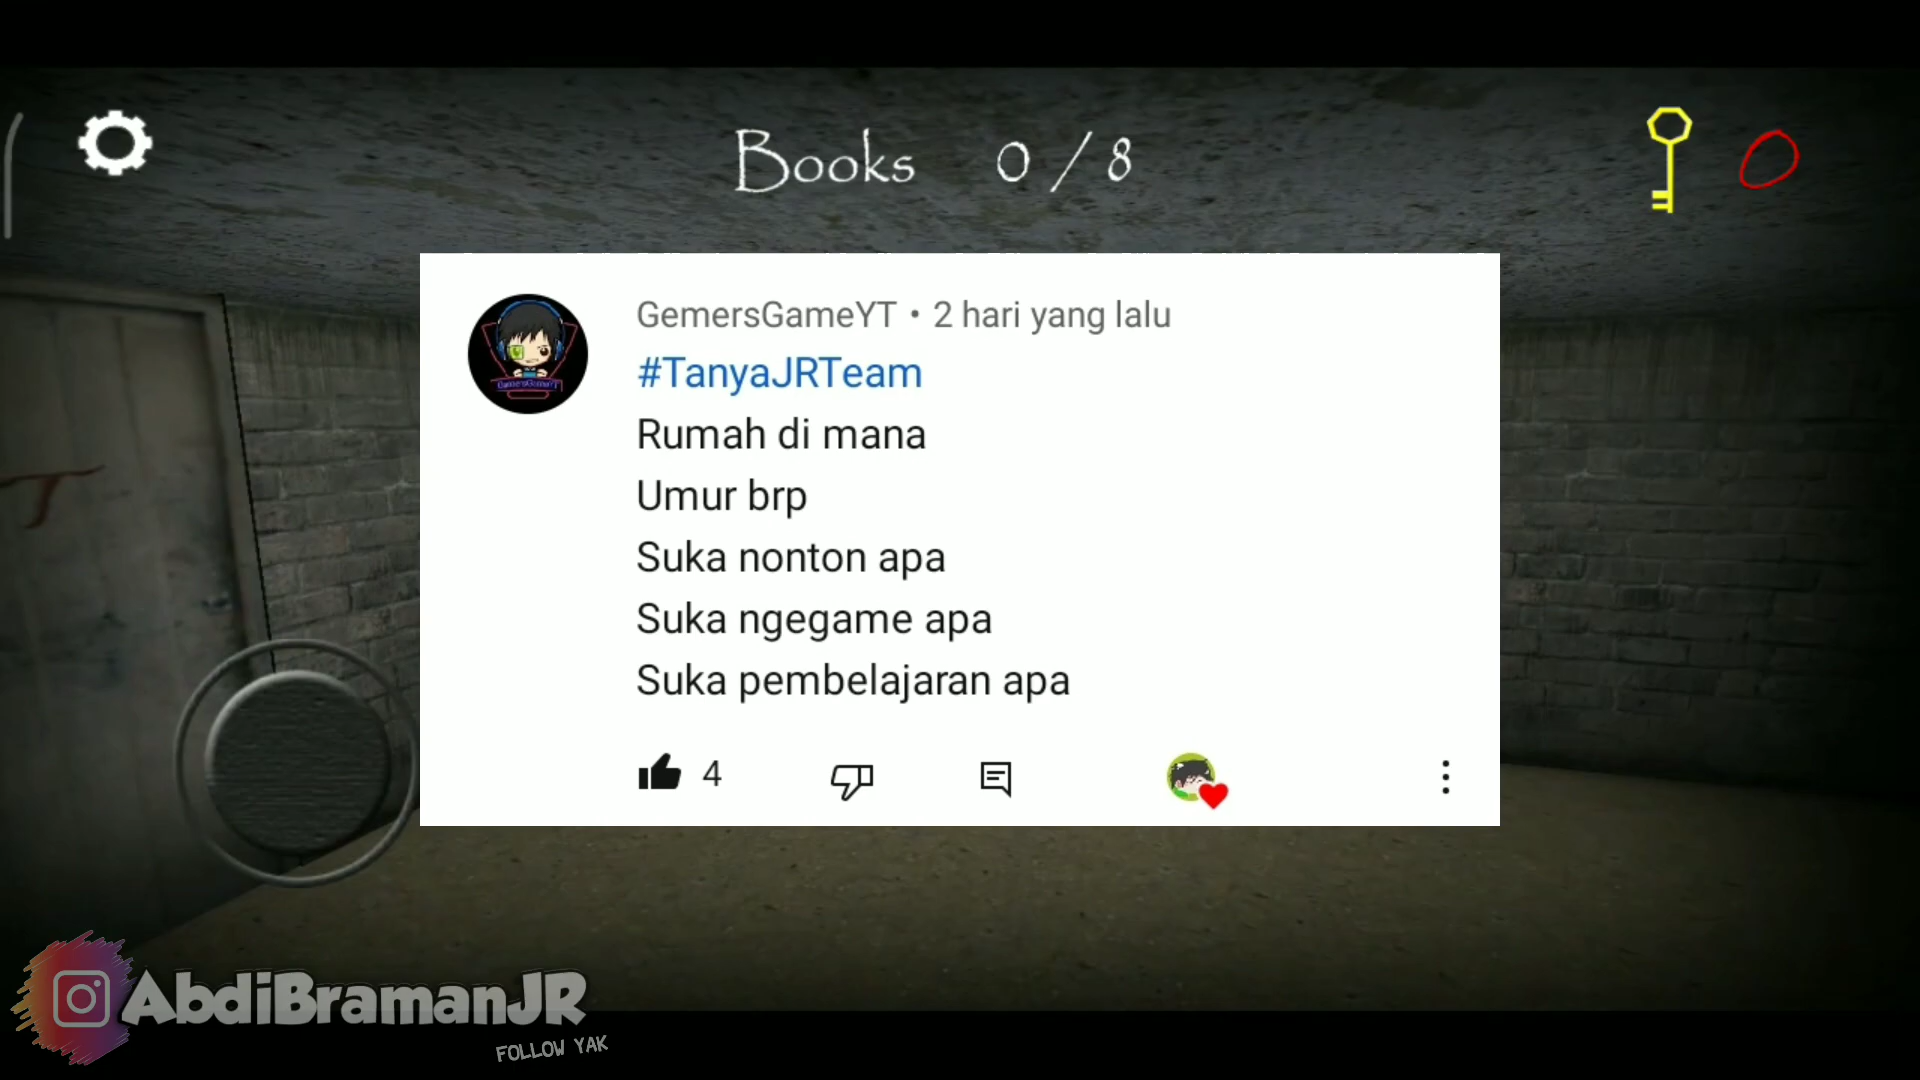 Books 0 / 8
0
GemersGameYT • 2 hari yang lalu
#TanyaJRTeam
Rumah di mana
Umur brp
Suka nonton apa
Suka ngegame apa
Suka pembelajaran apa
4
AbdiBramanJR
FOLLOW YAK